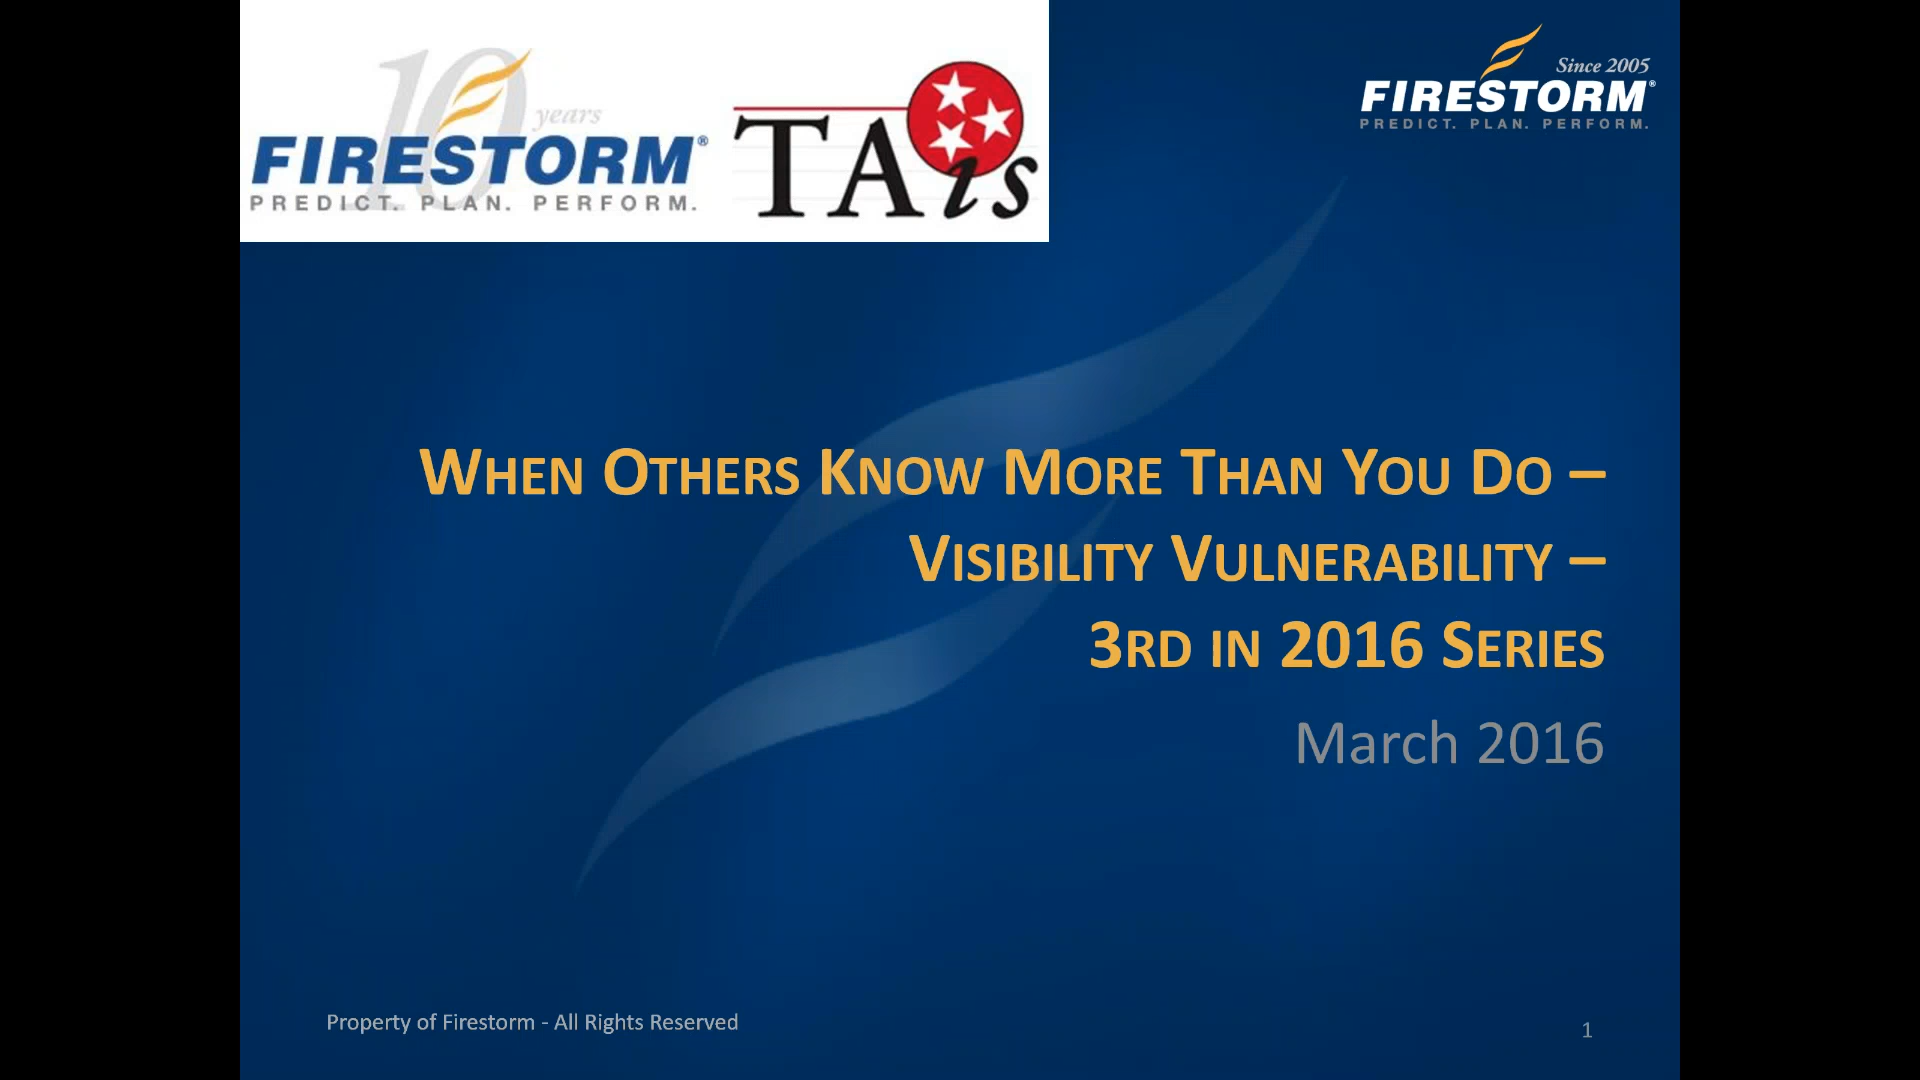 10 years
FIRESTORM®
PREDICT. PLAN. PERFORM.
TAis
Since 2005
FIRESTORM®
PREDICT. PLAN. PERFORM.
WHEN OTHERS KNOW MORE THAN YOU DO –
VISIBILITY VULNERABILITY –
3RD IN 2016 SERIES
March 2016
Property of Firestorm - All Rights Reserved
1